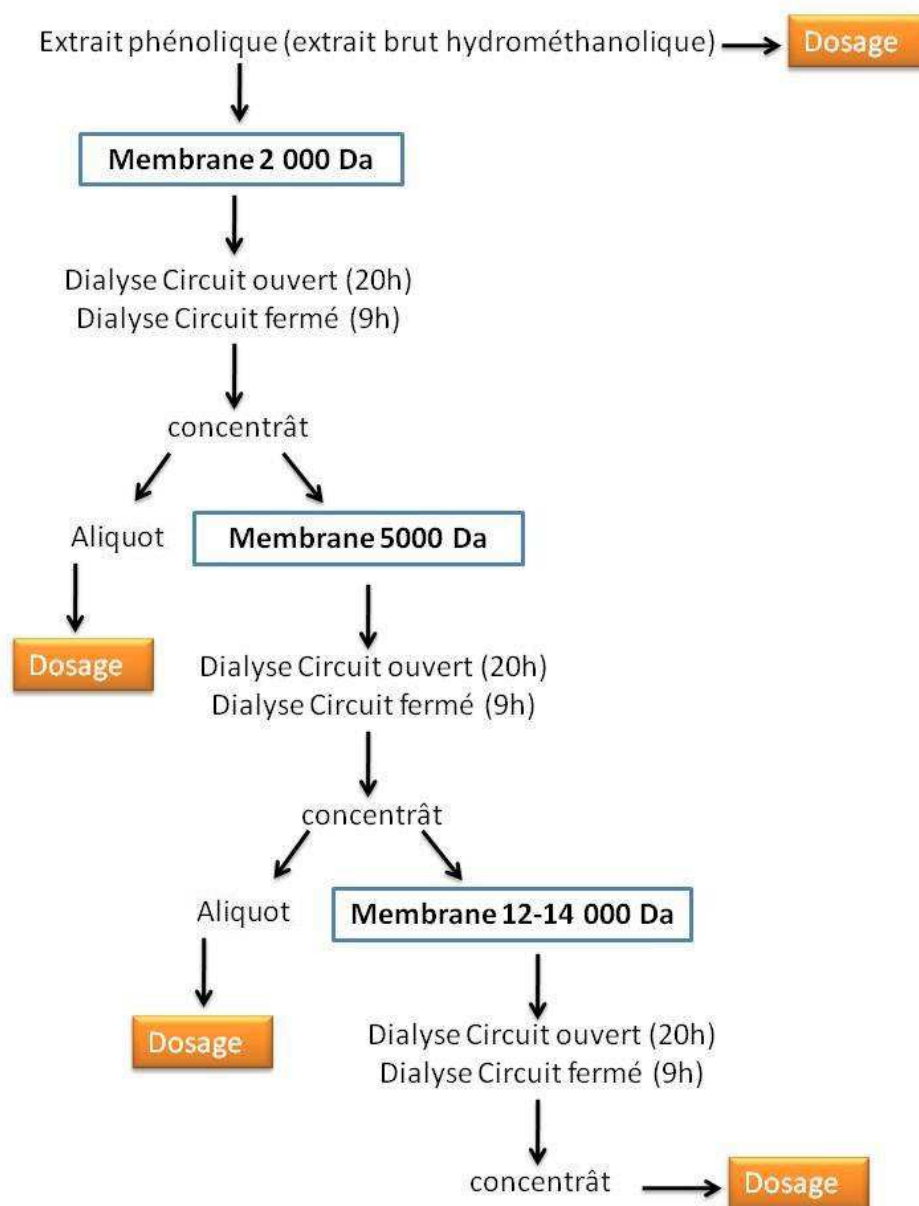 Extrait phénolique (extrait brut hydrométhanolique) Dosage
Membrane 2 000 Da
Dialyse Circuit ouvert (20h)
Dialyse Circuit fermé (9h)
concentrât
Aliquot Membrane 5000 Da
Dosage
Dialyse Circuit ouvert (20h)
Dialyse Circuit fermé (9h)
concentrât
Aliquot Membrane 12-14 000 Da
Dosage
Dialyse Circuit ouvert (20h)
Dialyse Circuit fermé (9h)
concentrât Dosage